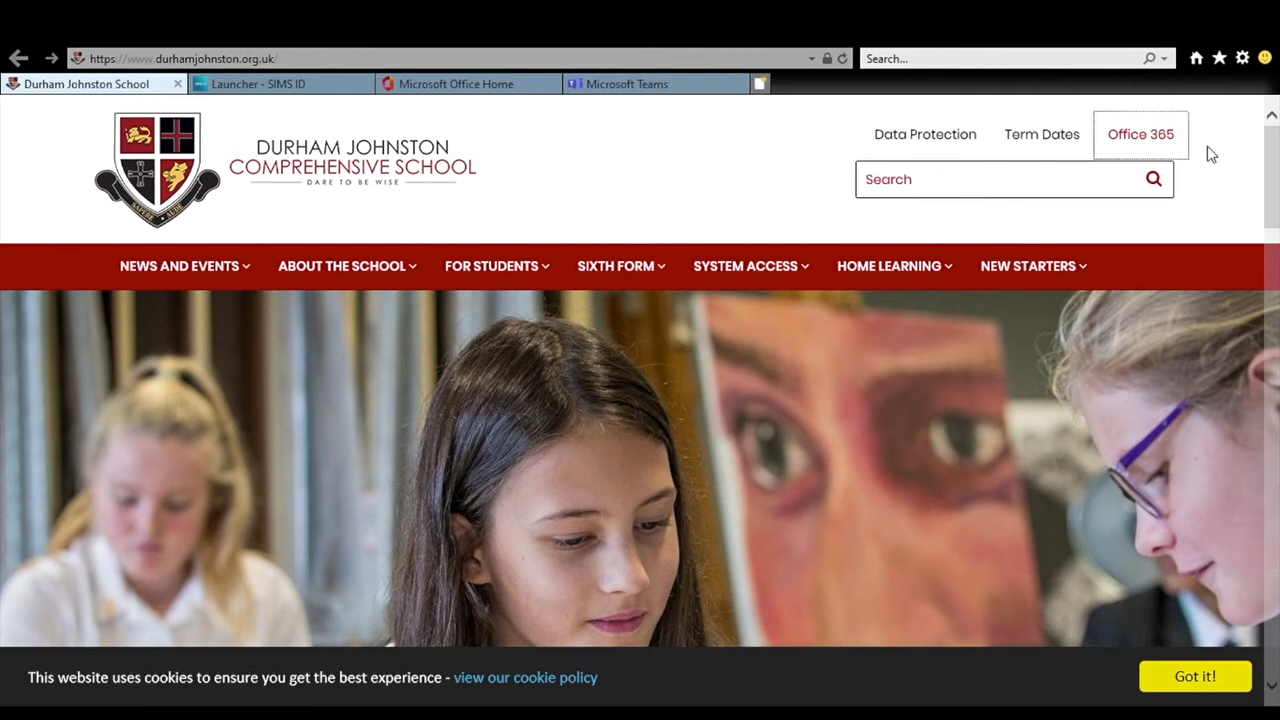 https://www.durhamjohnston.org.uk/
Search...
Durham Johnston School
Launcher - SIMS ID
Microsoft Office Home
Microsoft Teams
DURHAM JOHNSTON
COMPREHENSIVE SCHOOL
DARE TO BE WISE
SAPERE AUDE
Data Protection
Term Dates
Office 365
Search
NEWS AND EVENTS
ABOUT THE SCHOOL
FOR STUDENTS
SIXTH FORM
SYSTEM ACCESS
HOME LEARNING
NEW STARTERS
This website uses cookies to ensure you get the best experience - view our cookie policy
Got it!